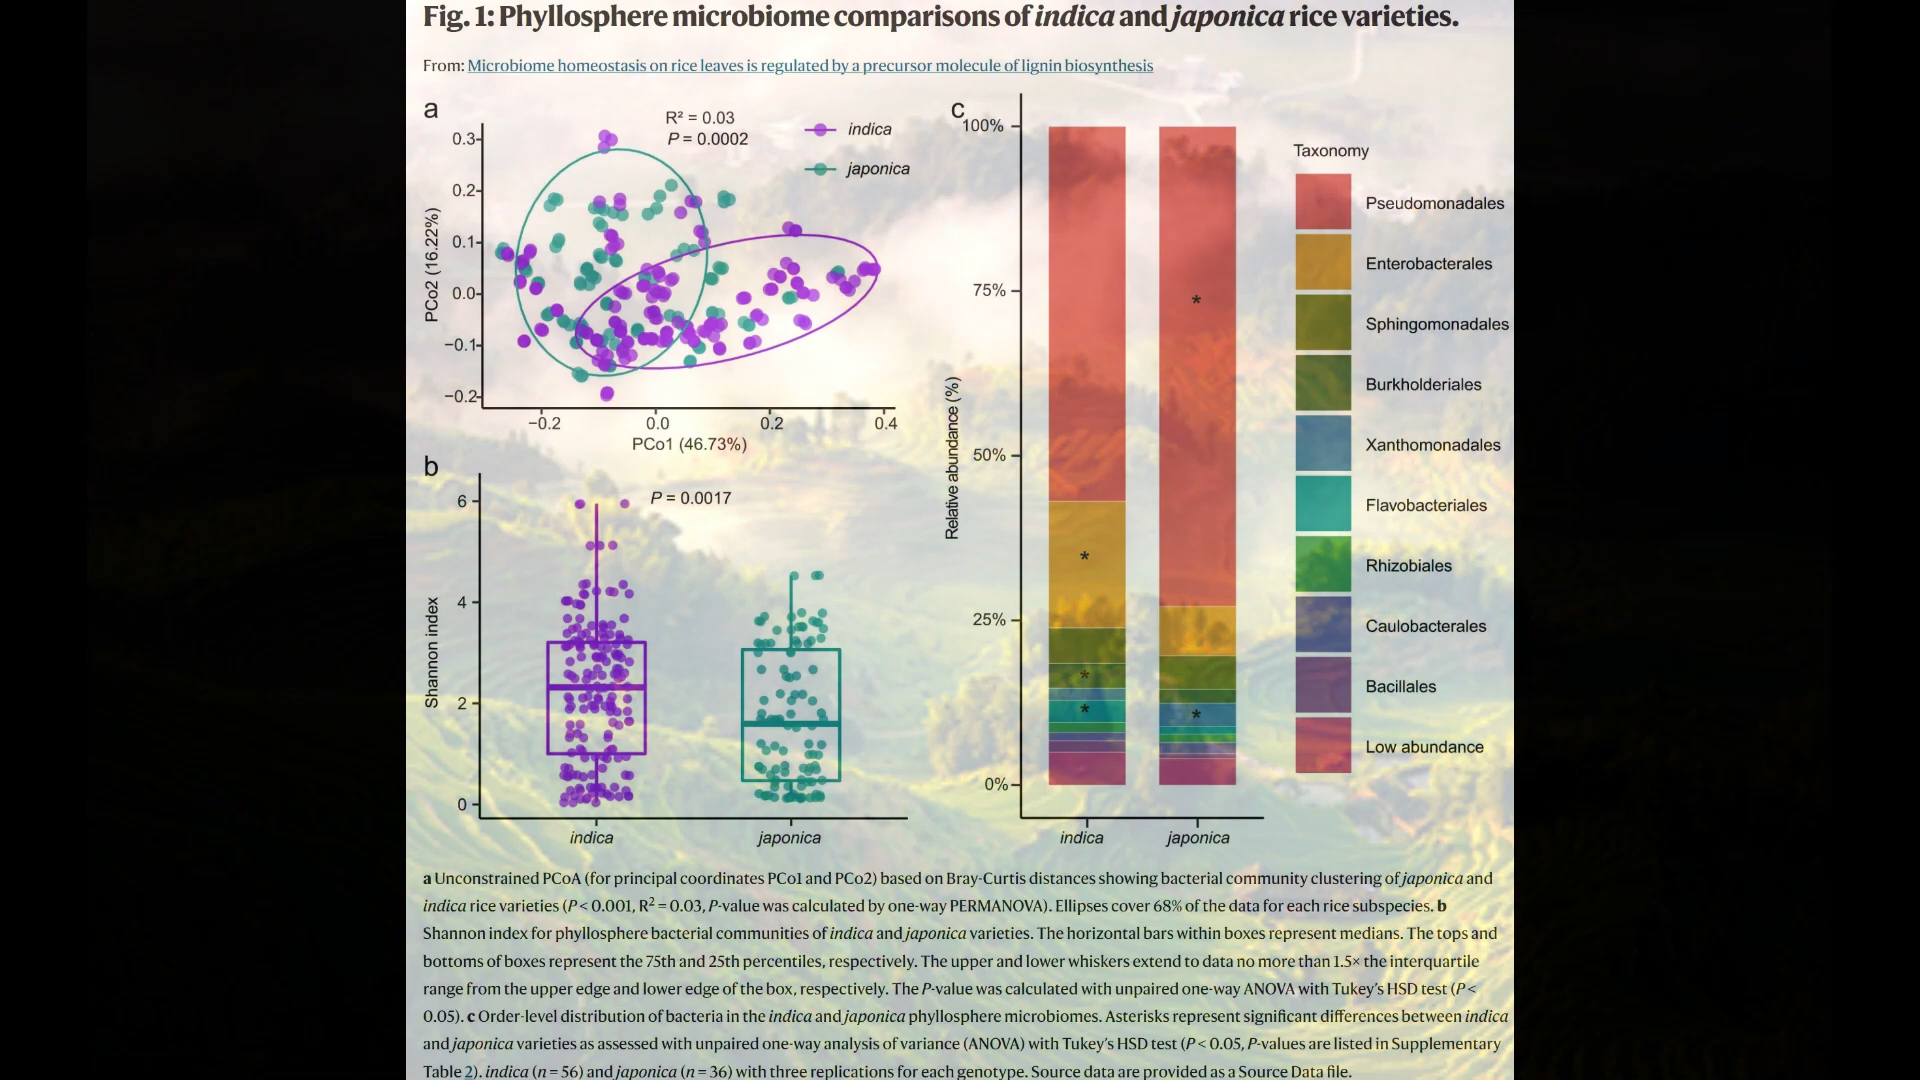 Fig. 1: Phyllosphere microbiome comparisons of indica and japonica rice varieties.
From: Microbiome homeostasis on rice leaves is regulated by a precursor molecule of lignin biosynthesis
a
R² = 0.03
P = 0.0002
indica
japonica
0.3
0.2
0.1
0.0
−0.1
−0.2
PCo2 (16.22%)
−0.2
0.0
0.2
0.4
PCo1 (46.73%)
b
P = 0.0017
6
4
2
0
Shannon index
indica
japonica
c
100%
75%
50%
25%
0%
Relative abundance (%)
*
*
*
*
*
indica
japonica
Taxonomy
Pseudomonadales
Enterobacterales
Sphingomonadales
Burkholderiales
Xanthomonadales
Flavobacteriales
Rhizobiales
Caulobacterales
Bacillales
Low abundance
a Unconstrained PCoA (for principal coordinates PCo1 and PCo2) based on Bray-Curtis distances showing bacterial community clustering of japonica and
indica rice varieties (P < 0.001, R² = 0.03, P-value was calculated by one-way PERMANOVA). Ellipses cover 68% of the data for each rice subspecies. b
Shannon index for phyllosphere bacterial communities of indica and japonica varieties. The horizontal bars within boxes represent medians. The tops and
bottoms of boxes represent the 75th and 25th percentiles, respectively. The upper and lower whiskers extend to data no more than 1.5× the interquartile
range from the upper edge and lower edge of the box, respectively. The P-value was calculated with unpaired one-way ANOVA with Tukey's HSD test (P <
0.05). c Order-level distribution of bacteria in the indica and japonica phyllosphere microbiomes. Asterisks represent significant differences between indica
and japonica varieties as assessed with unpaired one-way analysis of variance (ANOVA) with Tukey's HSD test (P < 0.05, P-values are listed in Supplementary
Table 2). indica (n = 56) and japonica (n = 36) with three replications for each genotype. Source data are provided as a Source Data file.